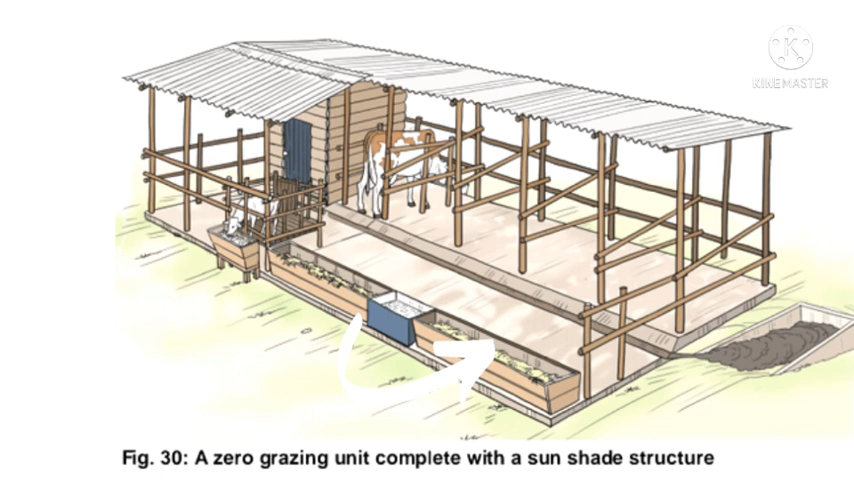 K
KINEMASTER
Fig. 30: A zero grazing unit complete with a sun shade structure